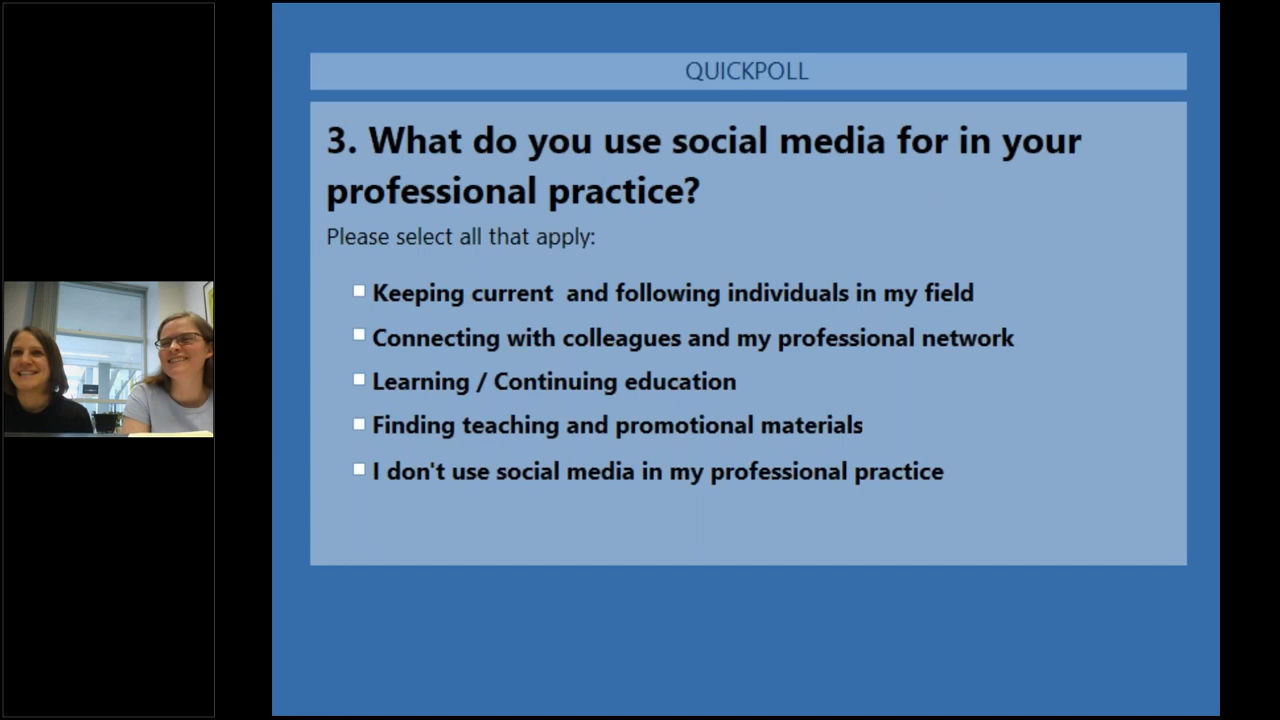 QUICKPOLL
3. What do you use social media for in your
professional practice?
Please select all that apply:
Keeping current  and following individuals in my field
Connecting with colleagues and my professional network
Learning / Continuing education
Finding teaching and promotional materials
I don't use social media in my professional practice